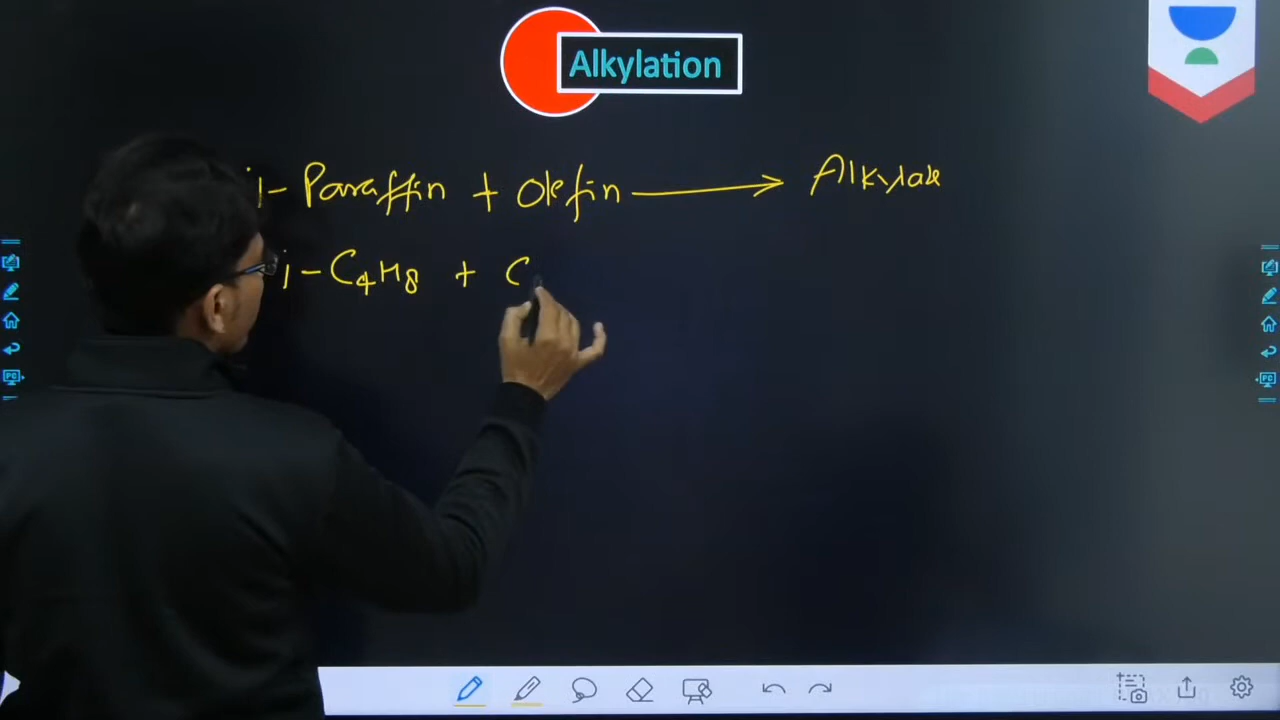 Alkylation
i- Paraffin + Olefin ⟶ Alkylate
i - C₄H₈ + C